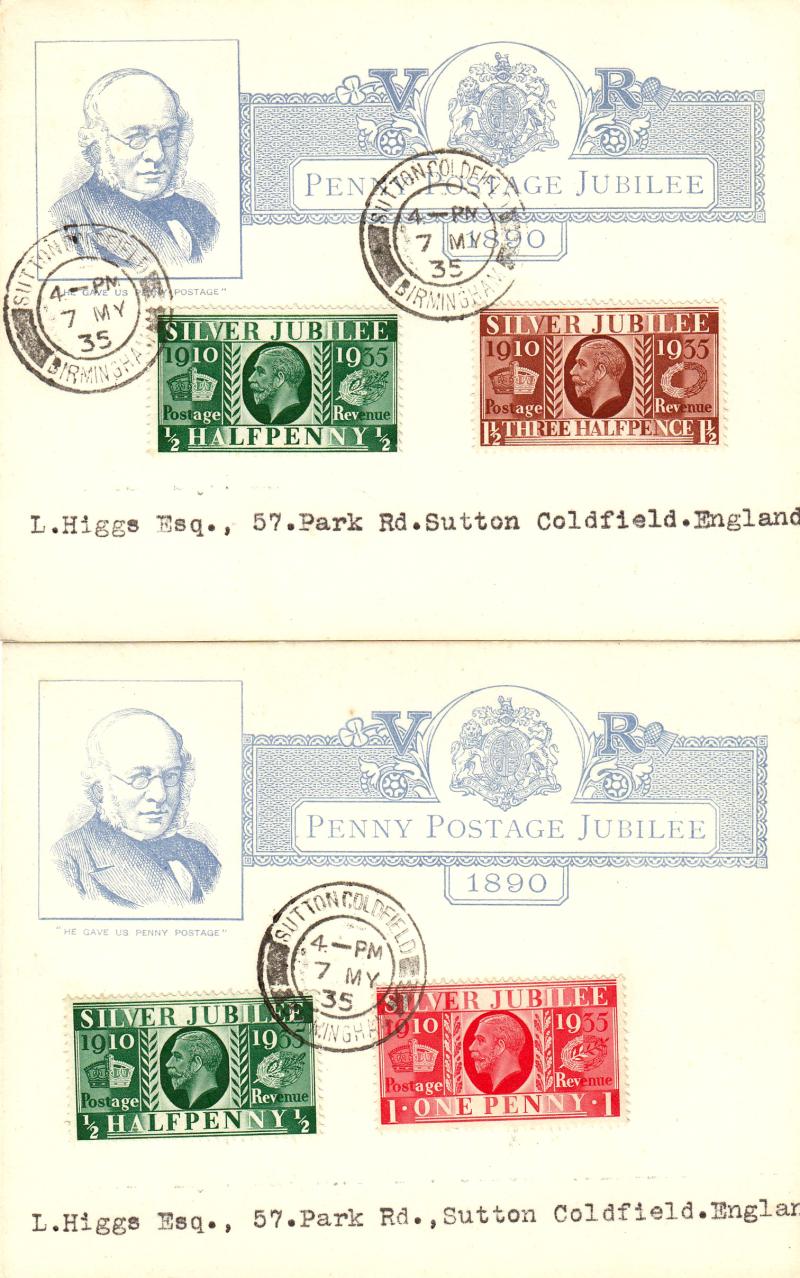 V R
PENNY POSTAGE JUBILEE
1890
"HE GAVE US PENNY POSTAGE"
SUTTON COLDFIELD
4—PM
7 MY
35
BIRMINGHAM
SUTTON COLDFIELD
4—PM
7 MY
35
BIRMINGHAM
SILVER JUBILEE
1910 1935
Postage Revenue
½ HALFPENNY ½
SILVER JUBILEE
1910 1935
Postage Revenue
1½ THREE HALFPENCE 1½
L.Higgs Esq., 57.Park Rd.Sutton Coldfield.England
V R
PENNY POSTAGE JUBILEE
1890
"HE GAVE US PENNY POSTAGE"
SUTTON COLDFIELD
4—PM
7 MY
35
BIRMINGHAM
SILVER JUBILEE
1910 1935
Postage Revenue
½ HALFPENNY ½
SILVER JUBILEE
1910 1935
Postage Revenue
1 · ONE PENNY · 1
L.Higgs Esq., 57.Park Rd.,Sutton Coldfield.Englan